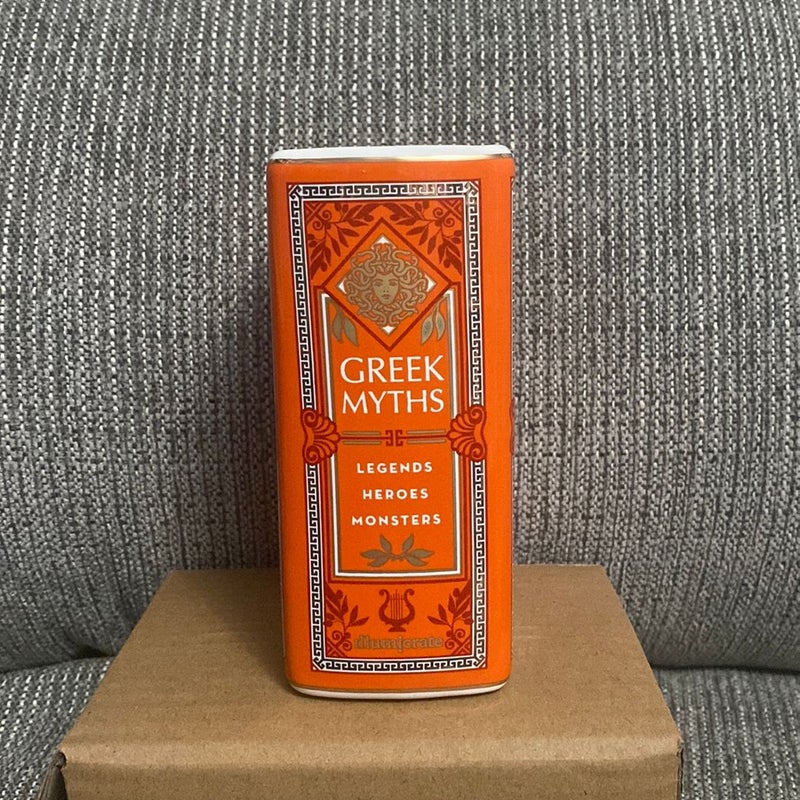 GREEK
MYTHS
LEGENDS
HEROES
MONSTERS
illumicrate